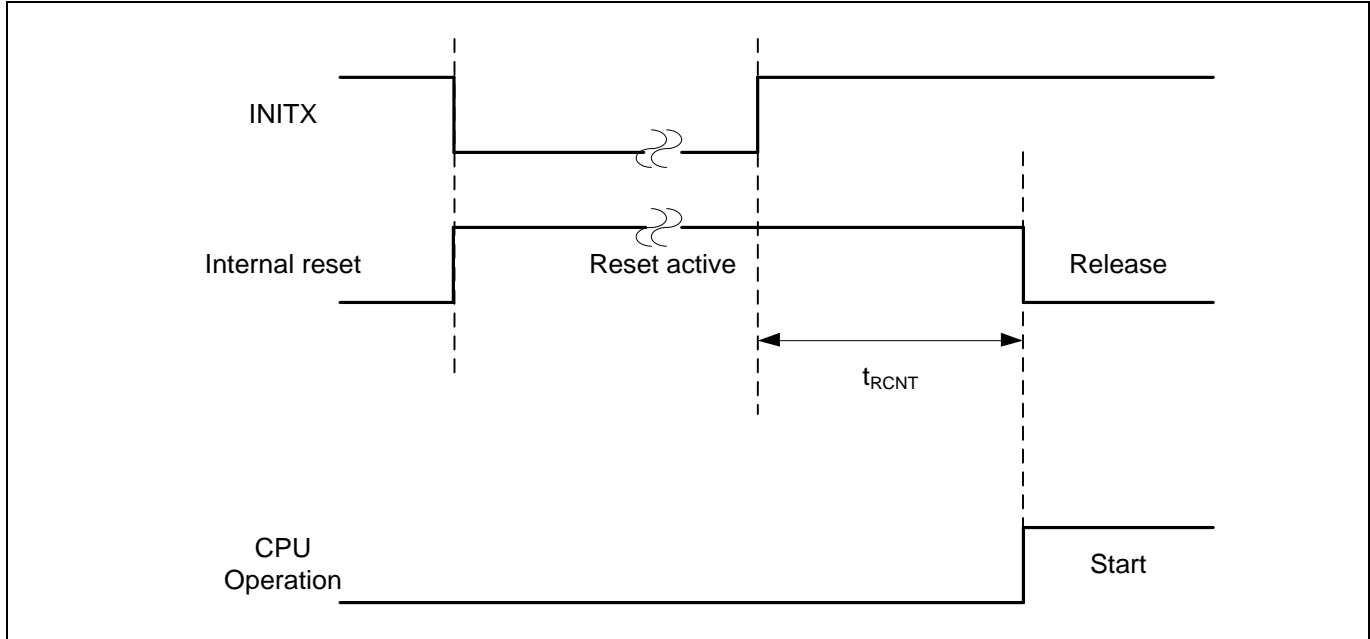 INITX
Internal reset
Reset active
Release
tRCNT
CPU
Operation
Start